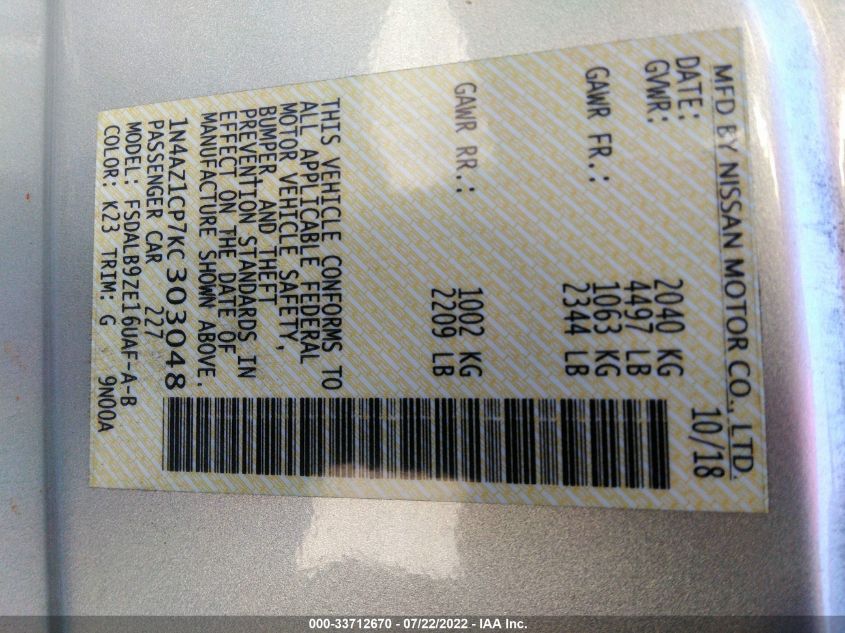 MFD BY NISSAN MOTOR CO., LTD.
DATE: 10/18
GVWR: 2040 KG
4497 LB
GAWR FR.: 1063 KG
2344 LB
GAWR RR.: 1002 KG
2209 LB
THIS VEHICLE CONFORMS TO
ALL APPLICABLE FEDERAL
MOTOR VEHICLE SAFETY,
BUMPER, AND THEFT
PREVENTION STANDARDS IN
EFFECT ON THE DATE OF
MANUFACTURE SHOWN ABOVE.
1N4AZ1CP7KC303048
PASSENGER CAR 227
MODEL: FSDALB9ZE16UAF-A-B
COLOR: K23 TRIM: G 9N00A
000-33712670 - 07/22/2022 - IAA Inc.